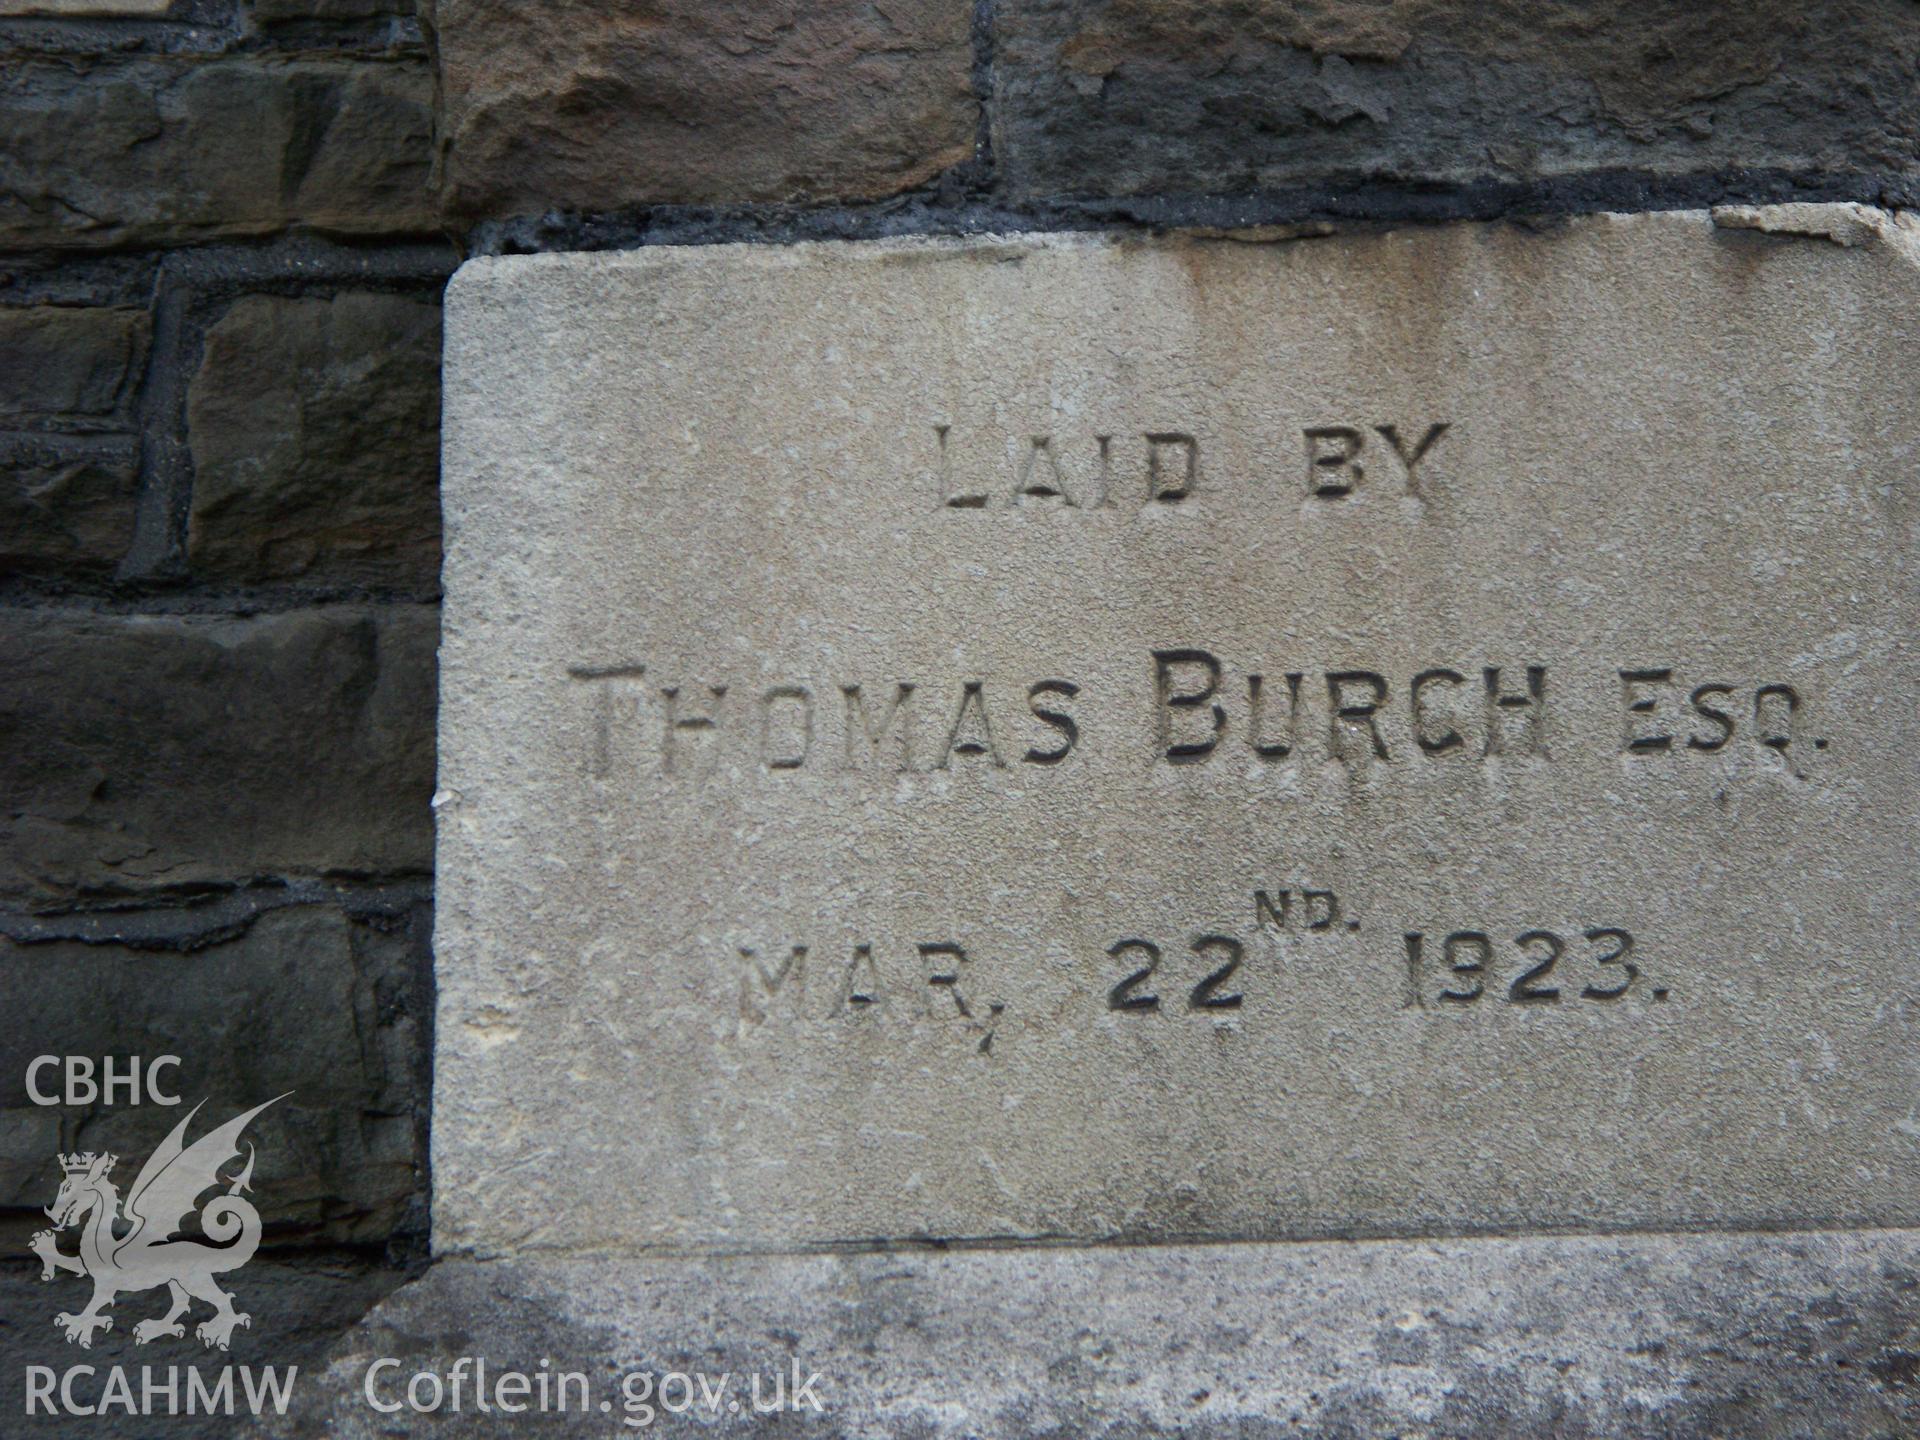 LAID BY
THOMAS BURCH ESQ.
MAR, 22ND. 1923.
CBHC
RCAHMW Coflein.gov.uk